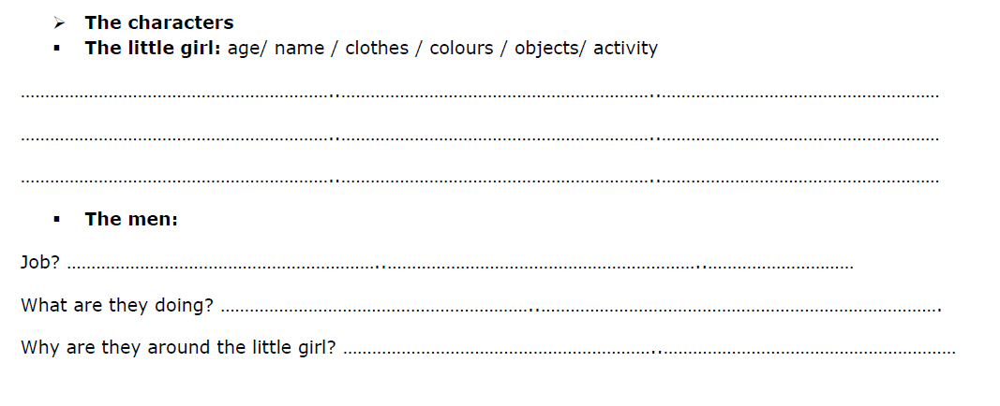 ➢ The characters
▪ The little girl: age/ name / clothes / colours / objects/ activity
…………………………………………………………..…………………………………………………………..……………………………………………………
…………………………………………………………..…………………………………………………………..……………………………………………………
…………………………………………………………..…………………………………………………………..……………………………………………………
▪ The men:
Job? …………………………………………………………..…………………………………………………………..……………………………
What are they doing? …………………………………………………………..…………………………………………………………………………….
Why are they around the little girl? …………………………………………………………..………………………………………………………